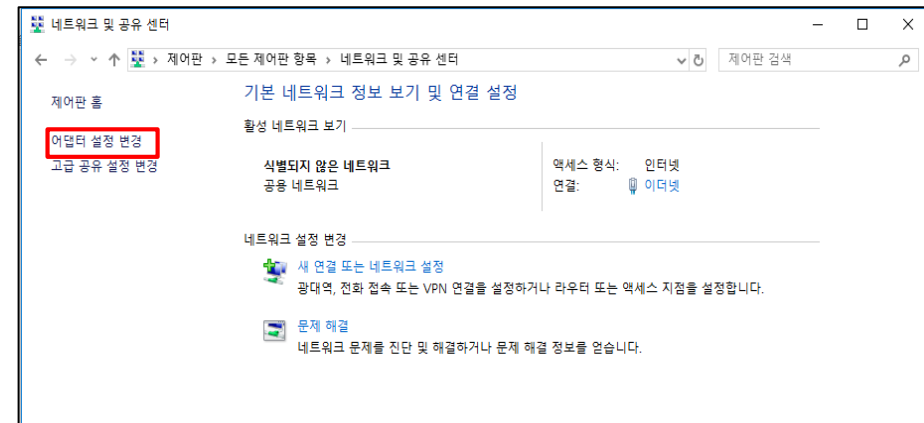 네트워크 및 공유 센터
제어판 › 모든 제어판 항목 › 네트워크 및 공유 센터
제어판 검색
제어판 홈
어댑터 설정 변경
고급 공유 설정 변경
기본 네트워크 정보 보기 및 연결 설정
활성 네트워크 보기
식별되지 않은 네트워크
공용 네트워크
액세스 형식: 인터넷
연결: 이더넷
네트워크 설정 변경
새 연결 또는 네트워크 설정
광대역, 전화 접속 또는 VPN 연결을 설정하거나 라우터 또는 액세스 지점을 설정합니다.
문제 해결
네트워크 문제를 진단 및 해결하거나 문제 해결 정보를 얻습니다.